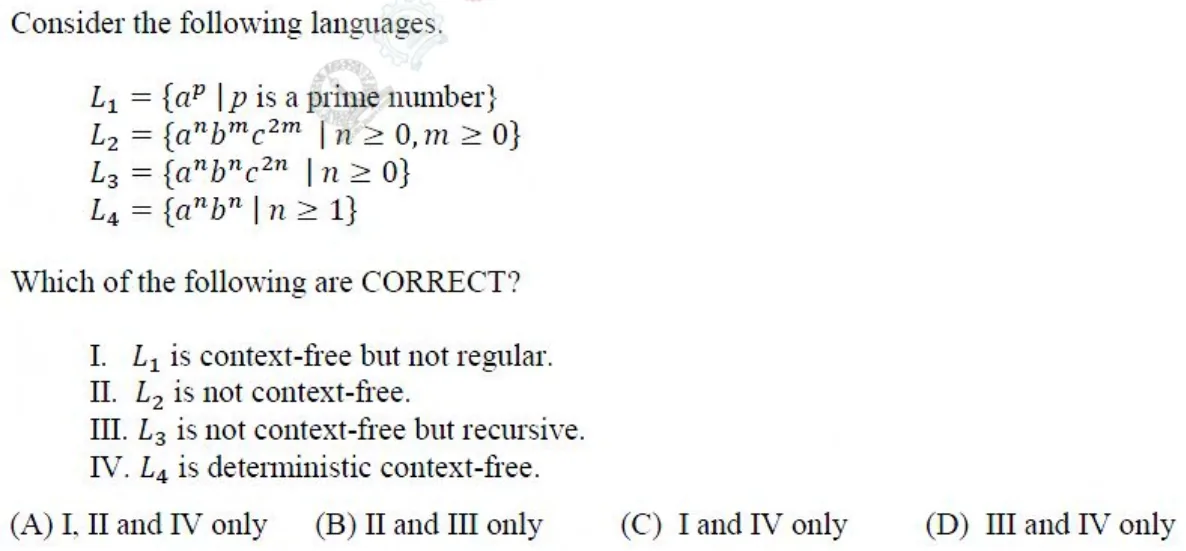 Consider the following languages.
L₁ = {aᵖ | p is a prime number}
L₂ = {aⁿbᵐc²ᵐ | n ≥ 0, m ≥ 0}
L₃ = {aⁿbⁿc²ⁿ | n ≥ 0}
L₄ = {aⁿbⁿ | n ≥ 1}
Which of the following are CORRECT?
I. L₁ is context-free but not regular.
II. L₂ is not context-free.
III. L₃ is not context-free but recursive.
IV. L₄ is deterministic context-free.
(A) I, II and IV only (B) II and III only (C) I and IV only (D) III and IV only